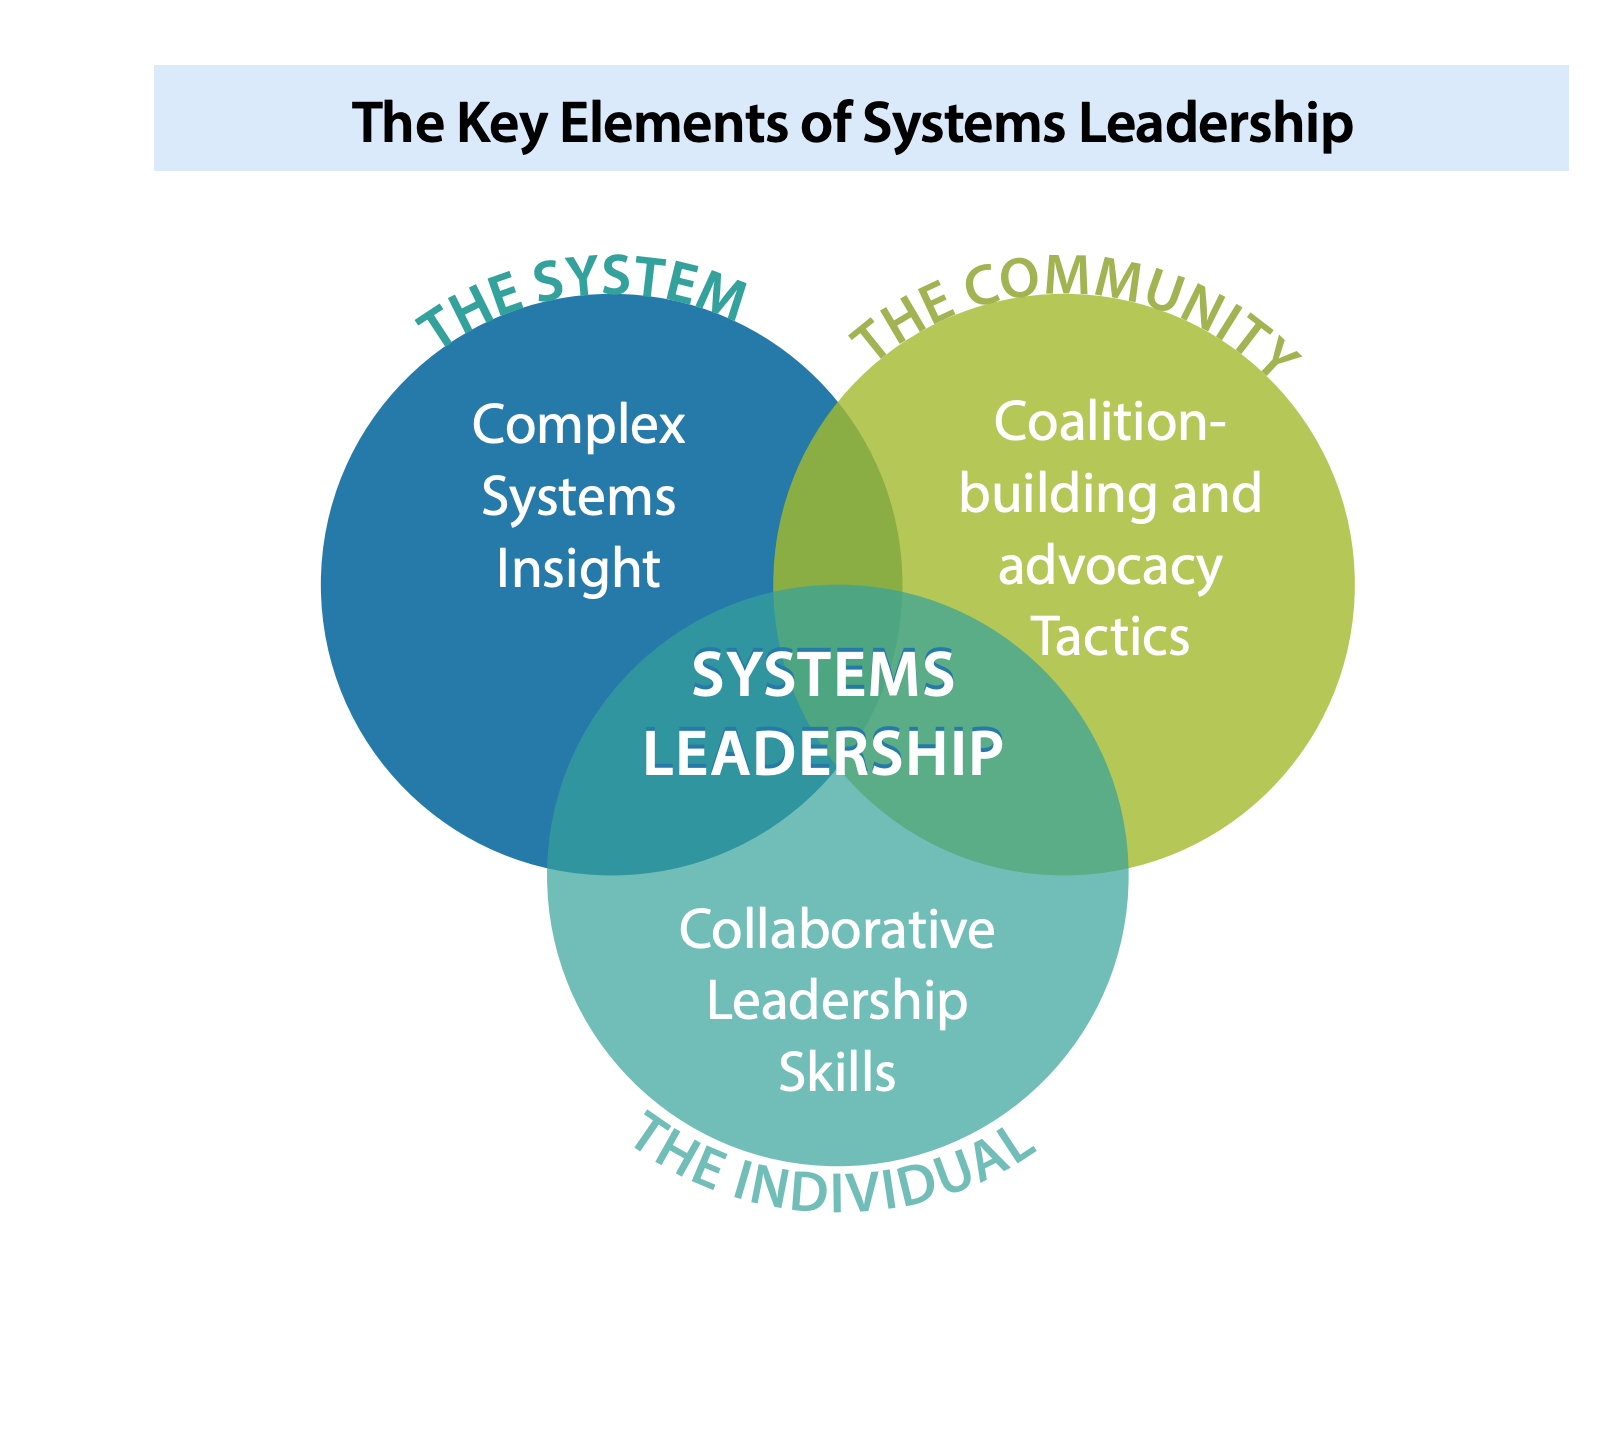 The Key Elements of Systems Leadership
THE SYSTEM
THE COMMUNITY
Complex
Systems
Insight
Coalition-
building and
advocacy
Tactics
SYSTEMS
LEADERSHIP
Collaborative
Leadership
Skills
THE INDIVIDUAL